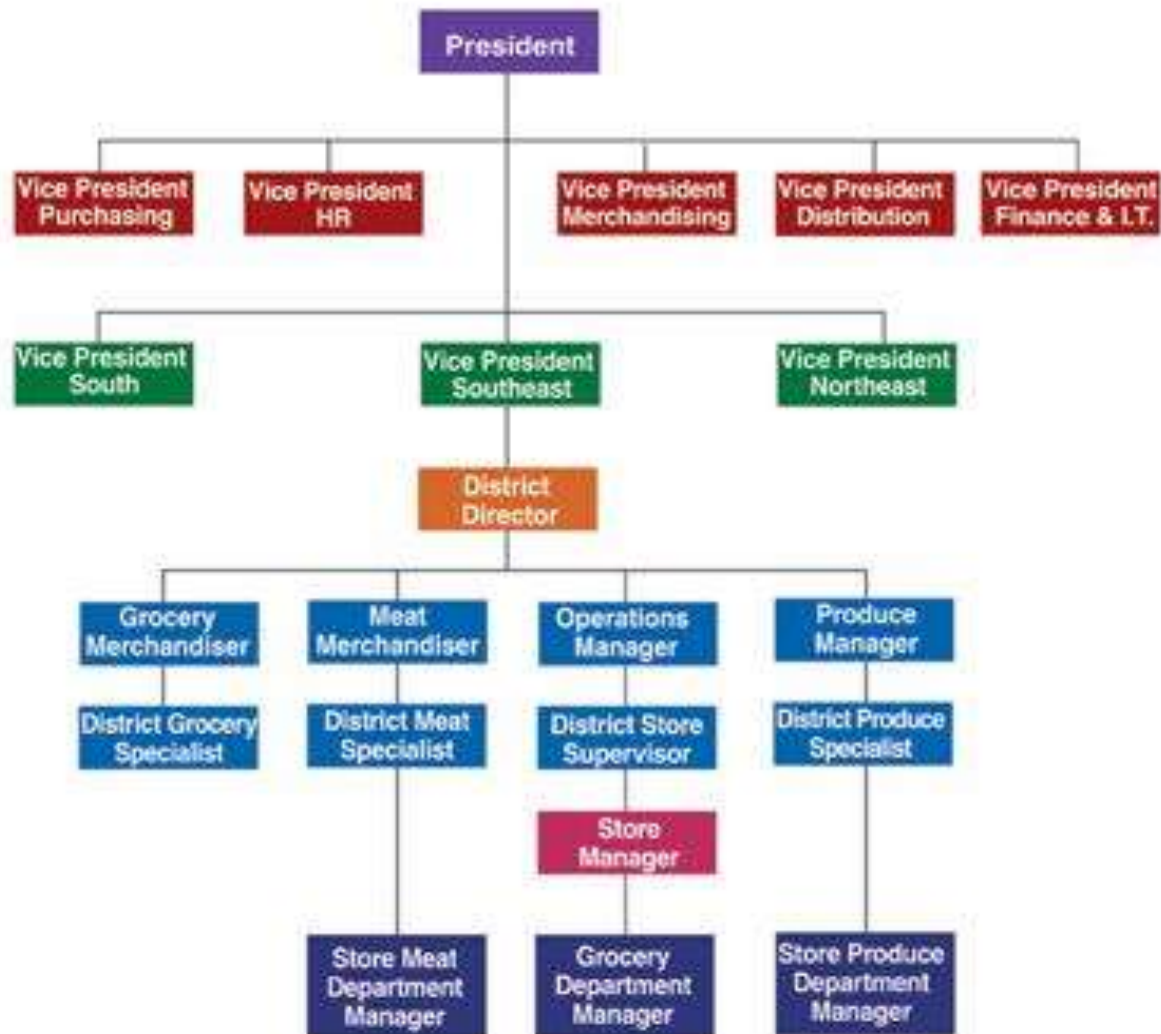 President
Vice President
Purchasing
Vice President
HR
Vice President
Merchandising
Vice President
Distribution
Vice President
Finance & I.T.
Vice President
South
Vice President
Southeast
Vice President
Northeast
District
Director
Grocery
Merchandiser
Meat
Merchandiser
Operations
Manager
Produce
Manager
District Grocery
Specialist
District Meat
Specialist
District Store
Supervisor
District Produce
Specialist
Store
Manager
Store Meat
Department
Manager
Grocery
Department
Manager
Store Produce
Department
Manager